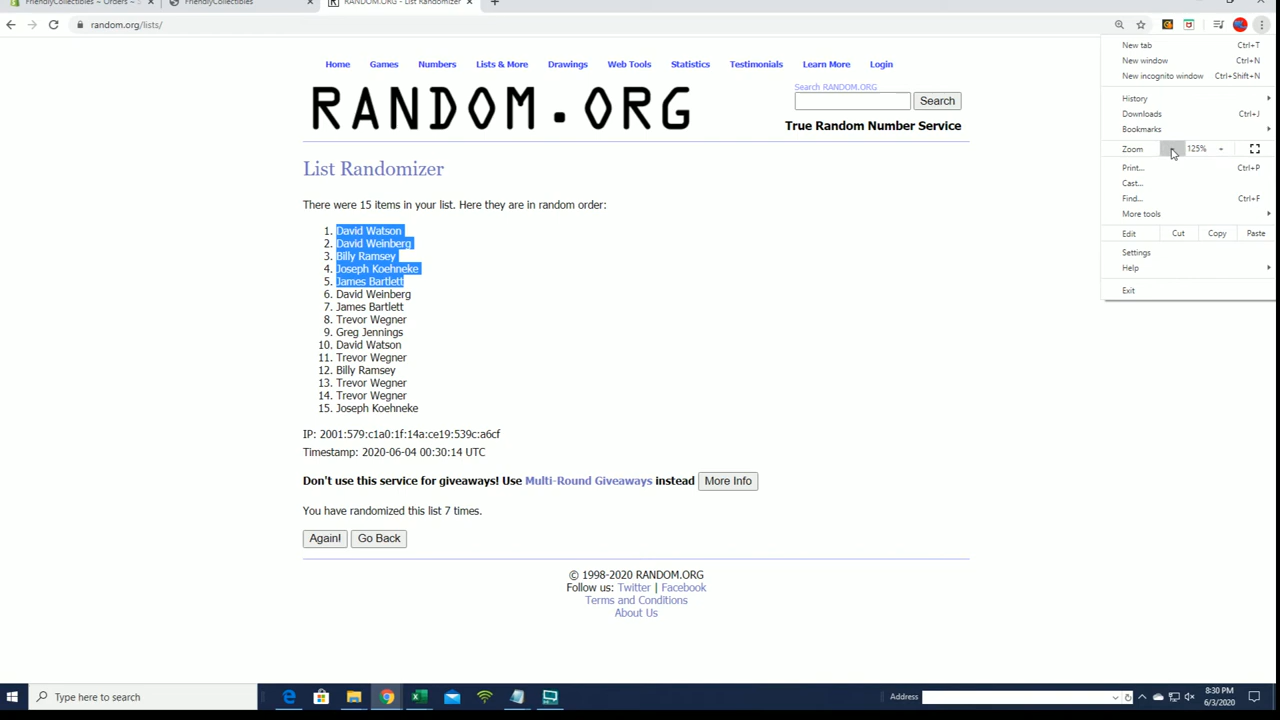 FriendlyCollectibles ~ Orders ~
FriendlyCollectibles
RANDOM.ORG - List Randomizer
random.org/lists/
New tab Ctrl+T
New window Ctrl+N
New incognito window Ctrl+Shift+N
History
Downloads Ctrl+J
Bookmarks
Zoom 125%
Print... Ctrl+P
Cast...
Find... Ctrl+F
More tools
Edit Cut Copy Paste
Settings
Help
Exit
Home Games Numbers Lists & More Drawings Web Tools Statistics Testimonials Learn More Login
RANDOM.ORG
Search RANDOM.ORG
Search
True Random Number Service
List Randomizer
There were 15 items in your list. Here they are in random order:
1. David Watson
2. David Weinberg
3. Billy Ramsey
4. Joseph Koehneke
5. James Bartlett
6. David Weinberg
7. James Bartlett
8. Trevor Wegner
9. Greg Jennings
10. David Watson
11. Trevor Wegner
12. Billy Ramsey
13. Trevor Wegner
14. Trevor Wegner
15. Joseph Koehneke
IP: 2001:579:c1a0:1f:14a:ce19:539c:a6cf
Timestamp: 2020-06-04 00:30:14 UTC
Don't use this service for giveaways! Use Multi-Round Giveaways instead More Info
You have randomized this list 7 times.
Again! Go Back
© 1998-2020 RANDOM.ORG
Follow us: Twitter | Facebook
Terms and Conditions
About Us
Type here to search
Address
8:30 PM
6/3/2020